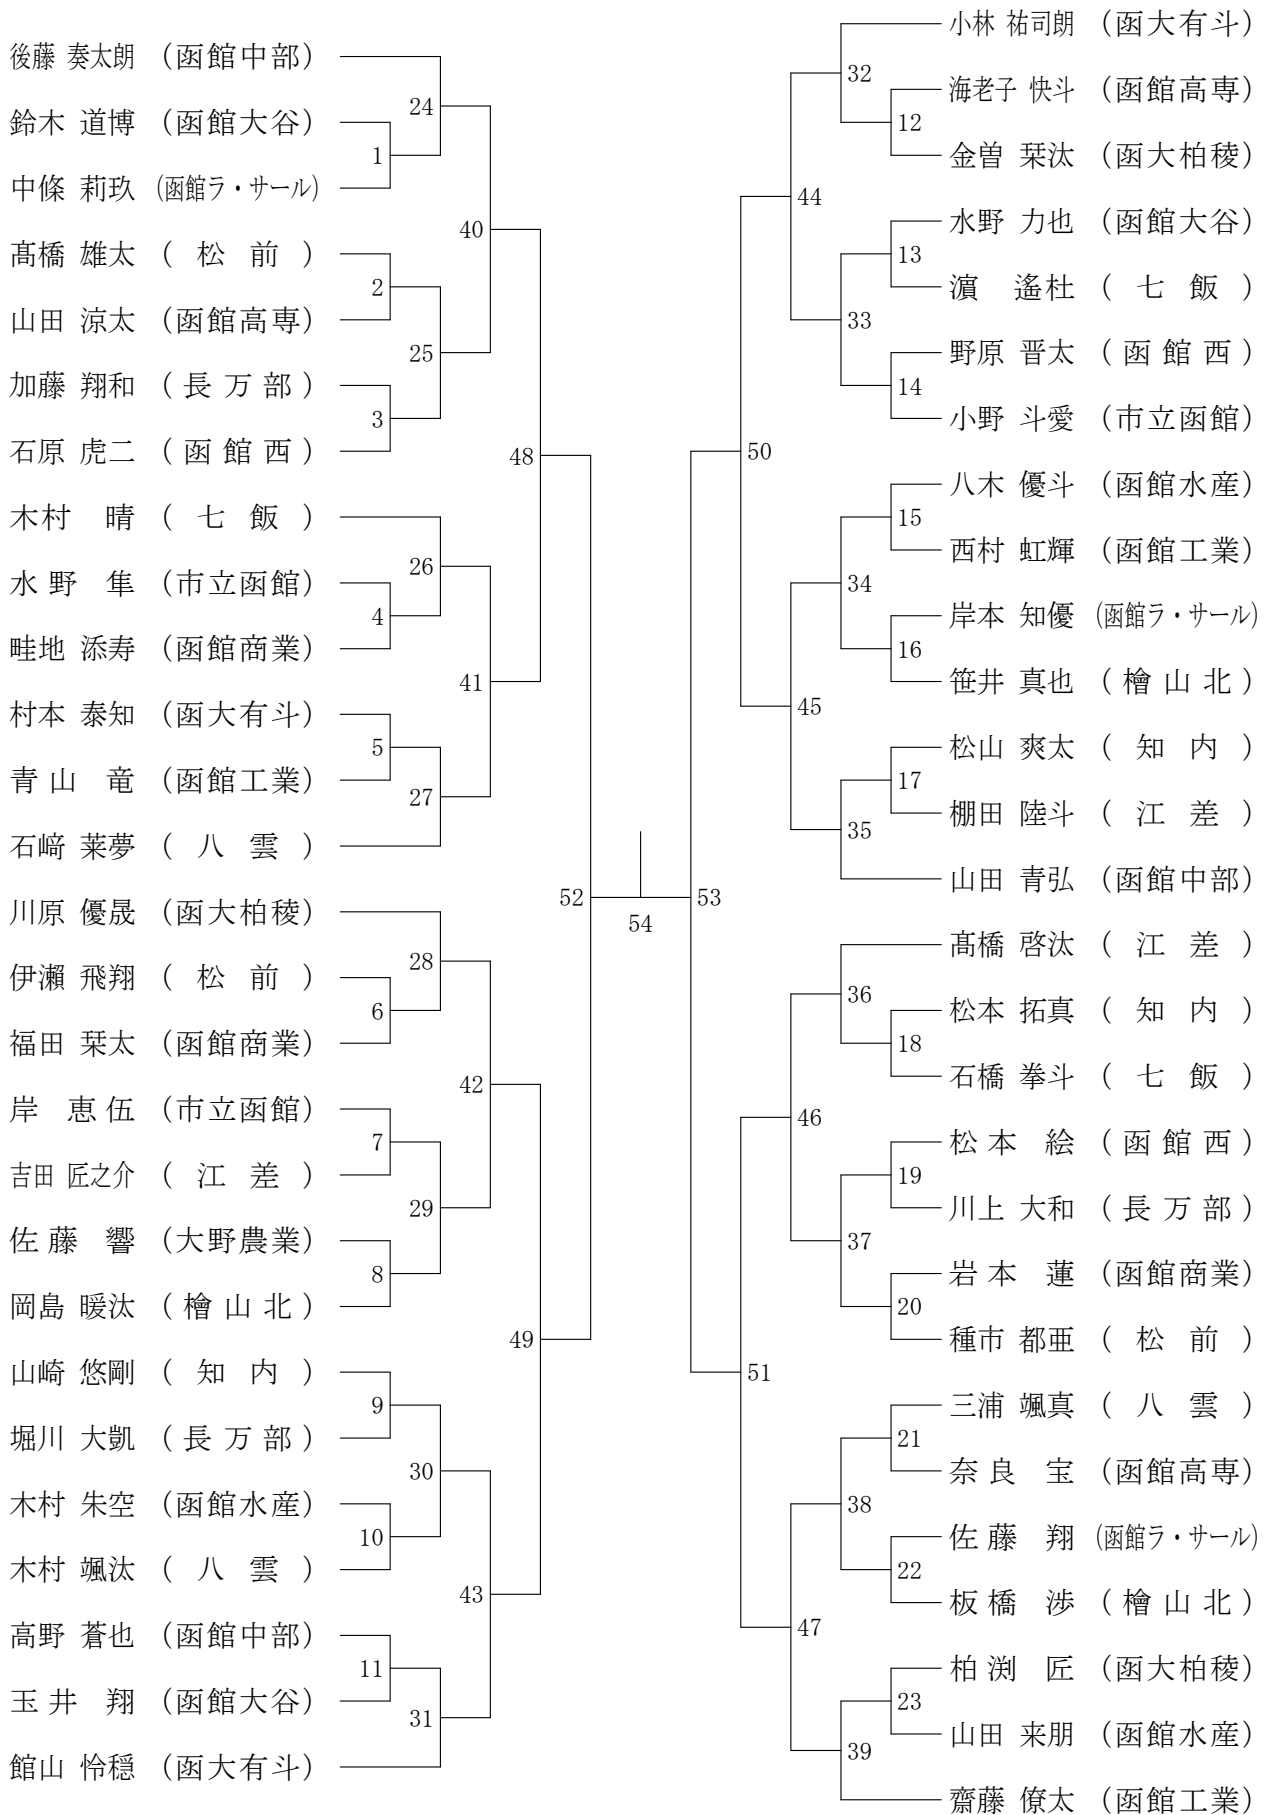 後藤 奏太朗 （函館中部）
鈴木 道博 （函館大谷）
中條 莉玖 （函館ラ・サール）
髙橋 雄太 （ 松 前 ）
山田 涼太 （函館高専）
加藤 翔和 （ 長 万 部 ）
石原 虎二 （ 函 館 西 ）
木村 晴 （ 七 飯 ）
水野 隼 （市立函館）
畦地 添寿 （函館商業）
村本 泰知 （函大有斗）
青山 竜 （函館工業）
石﨑 莱夢 （ 八 雲 ）
川原 優晟 （函大柏稜）
伊瀨 飛翔 （ 松 前 ）
福田 栞太 （函館商業）
岸 恵伍 （市立函館）
吉田 匠之介 （ 江 差 ）
佐藤 響 （大野農業）
岡島 暖汰 （ 檜 山 北 ）
山崎 悠剛 （ 知 内 ）
堀川 大凱 （ 長 万 部 ）
木村 朱空 （函館水産）
木村 颯汰 （ 八 雲 ）
高野 蒼也 （函館中部）
玉井 翔 （函館大谷）
館山 怜穏 （函大有斗）
1
2
3
4
5
6
7
8
9
10
11
24
25
26
27
28
29
30
31
40
41
42
43
48
49
52
54
53
50
51
44
45
46
47
32
33
34
35
36
37
38
39
12
13
14
15
16
17
18
19
20
21
22
23
小林 祐司朗 （函大有斗）
海老子 快斗 （函館高専）
金曽 栞汰 （函大柏稜）
水野 力也 （函館大谷）
濵 遙杜 （ 七 飯 ）
野原 晋太 （ 函 館 西 ）
小野 斗愛 （市立函館）
八木 優斗 （函館水産）
西村 虹輝 （函館工業）
岸本 知優 （函館ラ・サール）
笹井 真也 （ 檜 山 北 ）
松山 爽太 （ 知 内 ）
棚田 陸斗 （ 江 差 ）
山田 青弘 （函館中部）
髙橋 啓汰 （ 江 差 ）
松本 拓真 （ 知 内 ）
石橋 拳斗 （ 七 飯 ）
松本 絵 （ 函 館 西 ）
川上 大和 （ 長 万 部 ）
岩本 蓮 （函館商業）
種市 都亜 （ 松 前 ）
三浦 颯真 （ 八 雲 ）
奈良 宝 （函館高専）
佐藤 翔 （函館ラ・サール）
板橋 渉 （ 檜 山 北 ）
柏渕 匠 （函大柏稜）
山田 来朋 （函館水産）
齋藤 僚太 （函館工業）